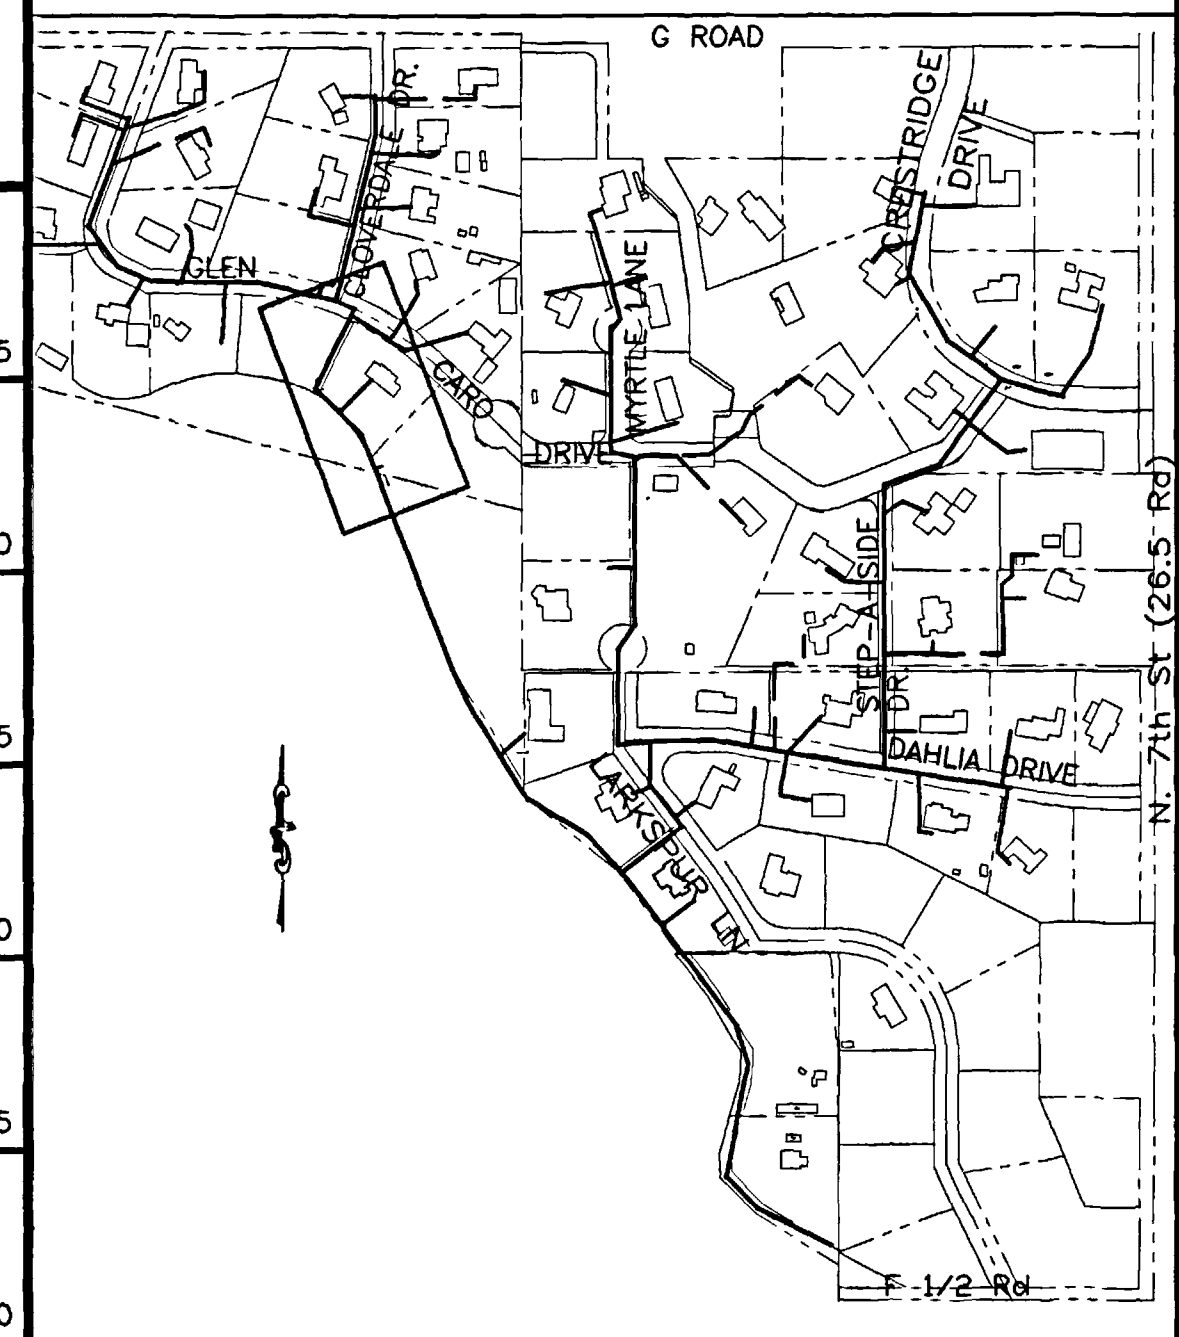 G ROAD
CRESTRIDGE
DRIVE
CLOVERDALE DR.
GLEN
CARO
DRIVE
MYRTLE LANE
STEP-A-SIDE
DR.
DAHLIA DRIVE
N. 7th St (26.5 Rd)
ARKSPUR
LN
F 1/2 Rd
5
0
5
0
5
0